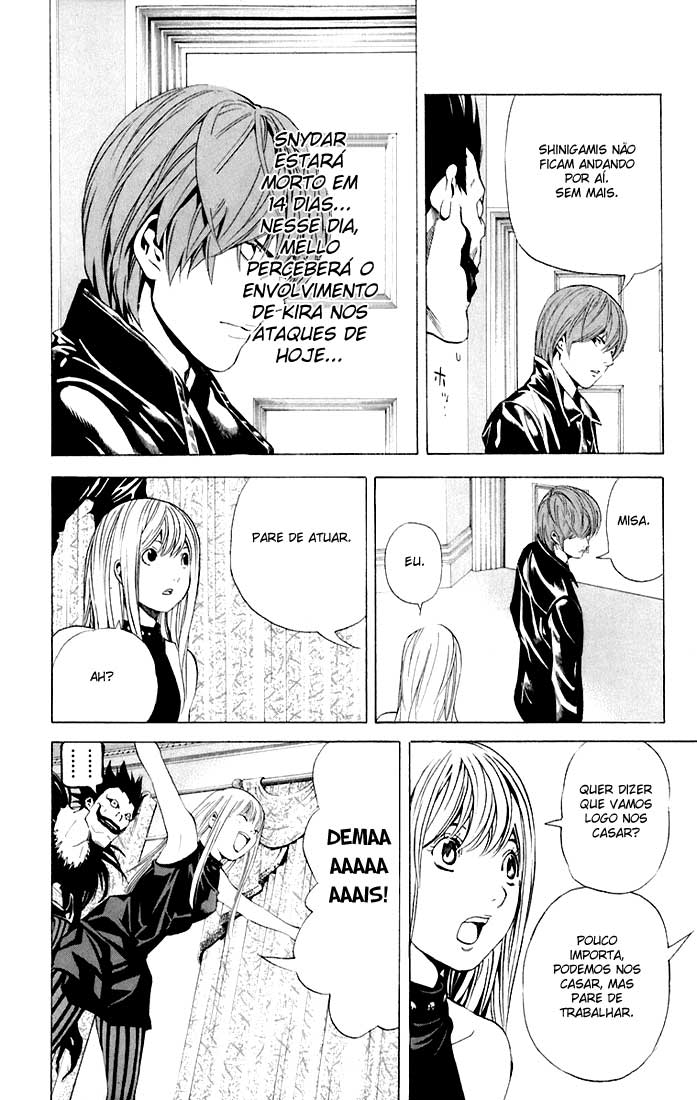 SHINIGAMIS NÃO
FICAM ANDANDO
POR AÍ.
SEM MAIS.
ホッ
SNYDAR
ESTARÁ
MORTO EM
14 DIAS...
NESSE DIA,
MELLO
PERCEBERÁ O
ENVOLVIMENTO
DE KIRA NOS
ATAQUES DE
HOJE...
MISA.
EU.
PARE DE ATUAR.
AH?
QUER DIZER
QUE VAMOS
LOGO NOS
CASAR?
POUCO
IMPORTA,
PODEMOS NOS
CASAR, MAS
PARE DE
TRABALHAR.
DEMAA
AAAAA
AAAIS!